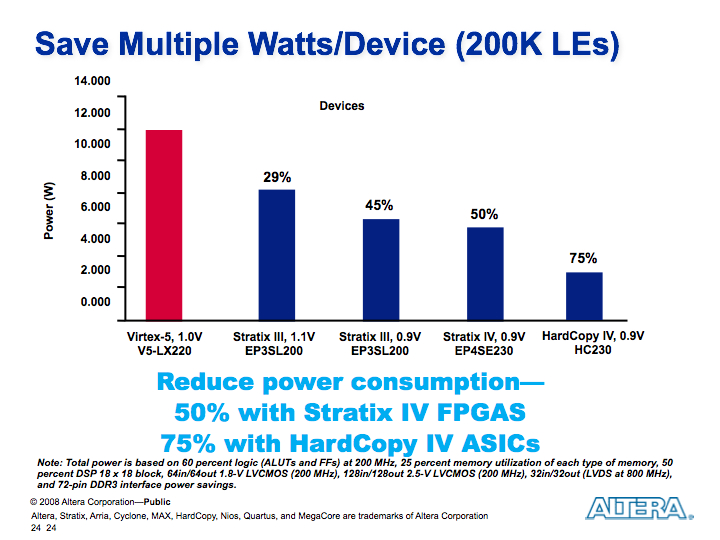 Save Multiple Watts/Device (200K LEs)
14.000
12.000
10.000
8.000
6.000
4.000
2.000
0.000
Power (W)
Devices
29%
45%
50%
75%
Virtex-5, 1.0V
V5-LX220
Stratix III, 1.1V
EP3SL200
Stratix III, 0.9V
EP3SL200
Stratix IV, 0.9V
EP4SE230
HardCopy IV, 0.9V
HC230
Reduce power consumption—
50% with Stratix IV FPGAS
75% with HardCopy IV ASICs
Note: Total power is based on 60 percent logic (ALUTs and FFs) at 200 MHz, 25 percent memory utilization of each type of memory, 50
percent DSP 18 x 18 block, 64in/64out 1.8-V LVCMOS (200 MHz), 128in/128out 2.5-V LVCMOS (200 MHz), 32in/32out (LVDS at 800 MHz),
and 72-pin DDR3 interface power savings.
© 2008 Altera Corporation—Public
Altera, Stratix, Arria, Cyclone, MAX, HardCopy, Nios, Quartus, and MegaCore are trademarks of Altera Corporation
24 24
ALTERA®